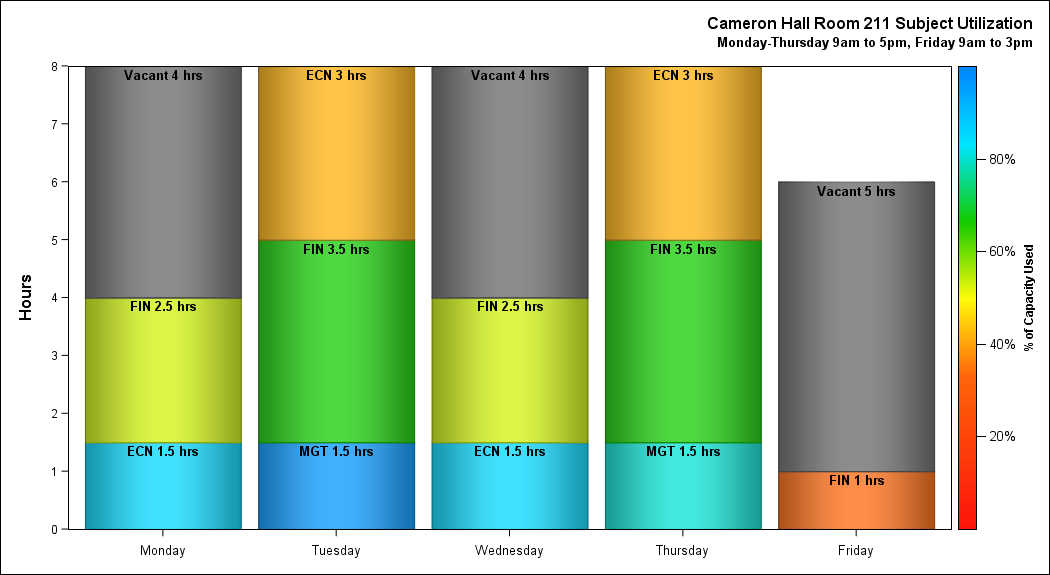 Cameron Hall Room 211 Subject Utilization
Monday-Thursday 9am to 5pm, Friday 9am to 3pm
Hours
8
7
6
5
4
3
2
1
0
Vacant 4 hrs
FIN 2.5 hrs
ECN 1.5 hrs
ECN 3 hrs
FIN 3.5 hrs
MGT 1.5 hrs
Vacant 4 hrs
FIN 2.5 hrs
ECN 1.5 hrs
ECN 3 hrs
FIN 3.5 hrs
MGT 1.5 hrs
Vacant 5 hrs
FIN 1 hrs
Monday
Tuesday
Wednesday
Thursday
Friday
80%
60%
40%
20%
% of Capacity Used